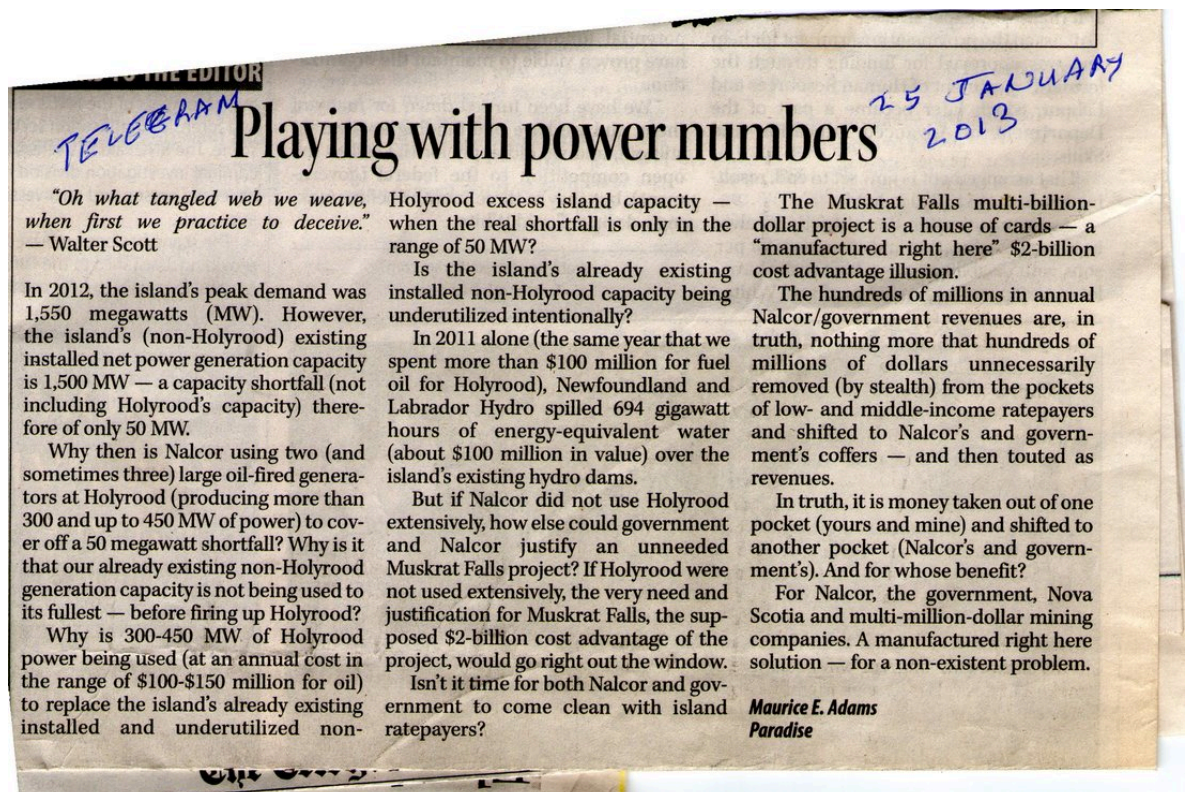 TO THE EDITOR
TELEGRAM
Playing with power numbers
25 JANUARY
2013
"Oh what tangled web we weave,
when first we practice to deceive."
— Walter Scott
In 2012, the island's peak demand was
1,550 megawatts (MW). However,
the island's (non-Holyrood) existing
installed net power generation capacity
is 1,500 MW — a capacity shortfall (not
including Holyrood's capacity) there-
fore of only 50 MW.
Why then is Nalcor using two (and
sometimes three) large oil-fired genera-
tors at Holyrood (producing more than
300 and up to 450 MW of power) to cov-
er off a 50 megawatt shortfall? Why is it
that our already existing non-Holyrood
generation capacity is not being used to
its fullest — before firing up Holyrood?
Why is 300-450 MW of Holyrood
power being used (at an annual cost in
the range of $100-$150 million for oil)
to replace the island's already existing
installed and underutilized non-
Holyrood excess island capacity —
when the real shortfall is only in the
range of 50 MW?
Is the island's already existing
installed non-Holyrood capacity being
underutilized intentionally?
In 2011 alone (the same year that we
spent more than $100 million for fuel
oil for Holyrood), Newfoundland and
Labrador Hydro spilled 694 gigawatt
hours of energy-equivalent water
(about $100 million in value) over the
island's existing hydro dams.
But if Nalcor did not use Holyrood
extensively, how else could government
and Nalcor justify an unneeded
Muskrat Falls project? If Holyrood were
not used extensively, the very need and
justification for Muskrat Falls, the sup-
posed $2-billion cost advantage of the
project, would go right out the window.
Isn't it time for both Nalcor and gov-
ernment to come clean with island
ratepayers?
The Muskrat Falls multi-billion-
dollar project is a house of cards — a
"manufactured right here" $2-billion
cost advantage illusion.
The hundreds of millions in annual
Nalcor/government revenues are, in
truth, nothing more that hundreds of
millions of dollars unnecessarily
removed (by stealth) from the pockets
of low- and middle-income ratepayers
and shifted to Nalcor's and govern-
ment's coffers — and then touted as
revenues.
In truth, it is money taken out of one
pocket (yours and mine) and shifted to
another pocket (Nalcor's and govern-
ment's). And for whose benefit?
For Nalcor, the government, Nova
Scotia and multi-million-dollar mining
companies. A manufactured right here
solution — for a non-existent problem.
Maurice E. Adams
Paradise